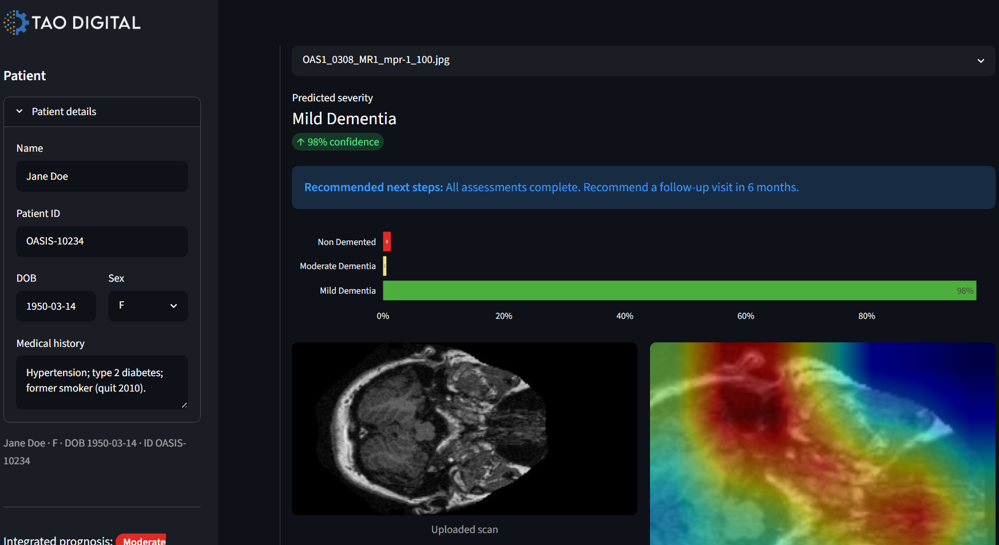 TAO DIGITAL
Patient
Patient details
Name
Jane Doe
Patient ID
OASIS-10234
DOB
Sex
1950-03-14
F
Medical history
Hypertension; type 2 diabetes;
former smoker (quit 2010).
Jane Doe · F · DOB 1950-03-14 · ID OASIS-
10234
Integrated prognosis: Moderate
OAS1_0308_MR1_mpr-1_100.jpg
Predicted severity
Mild Dementia
↑ 98% confidence
Recommended next steps: All assessments complete. Recommend a follow-up visit in 6 months.
Non Demented
Moderate Dementia
Mild Dementia
98%
0%
20%
40%
60%
80%
Uploaded scan